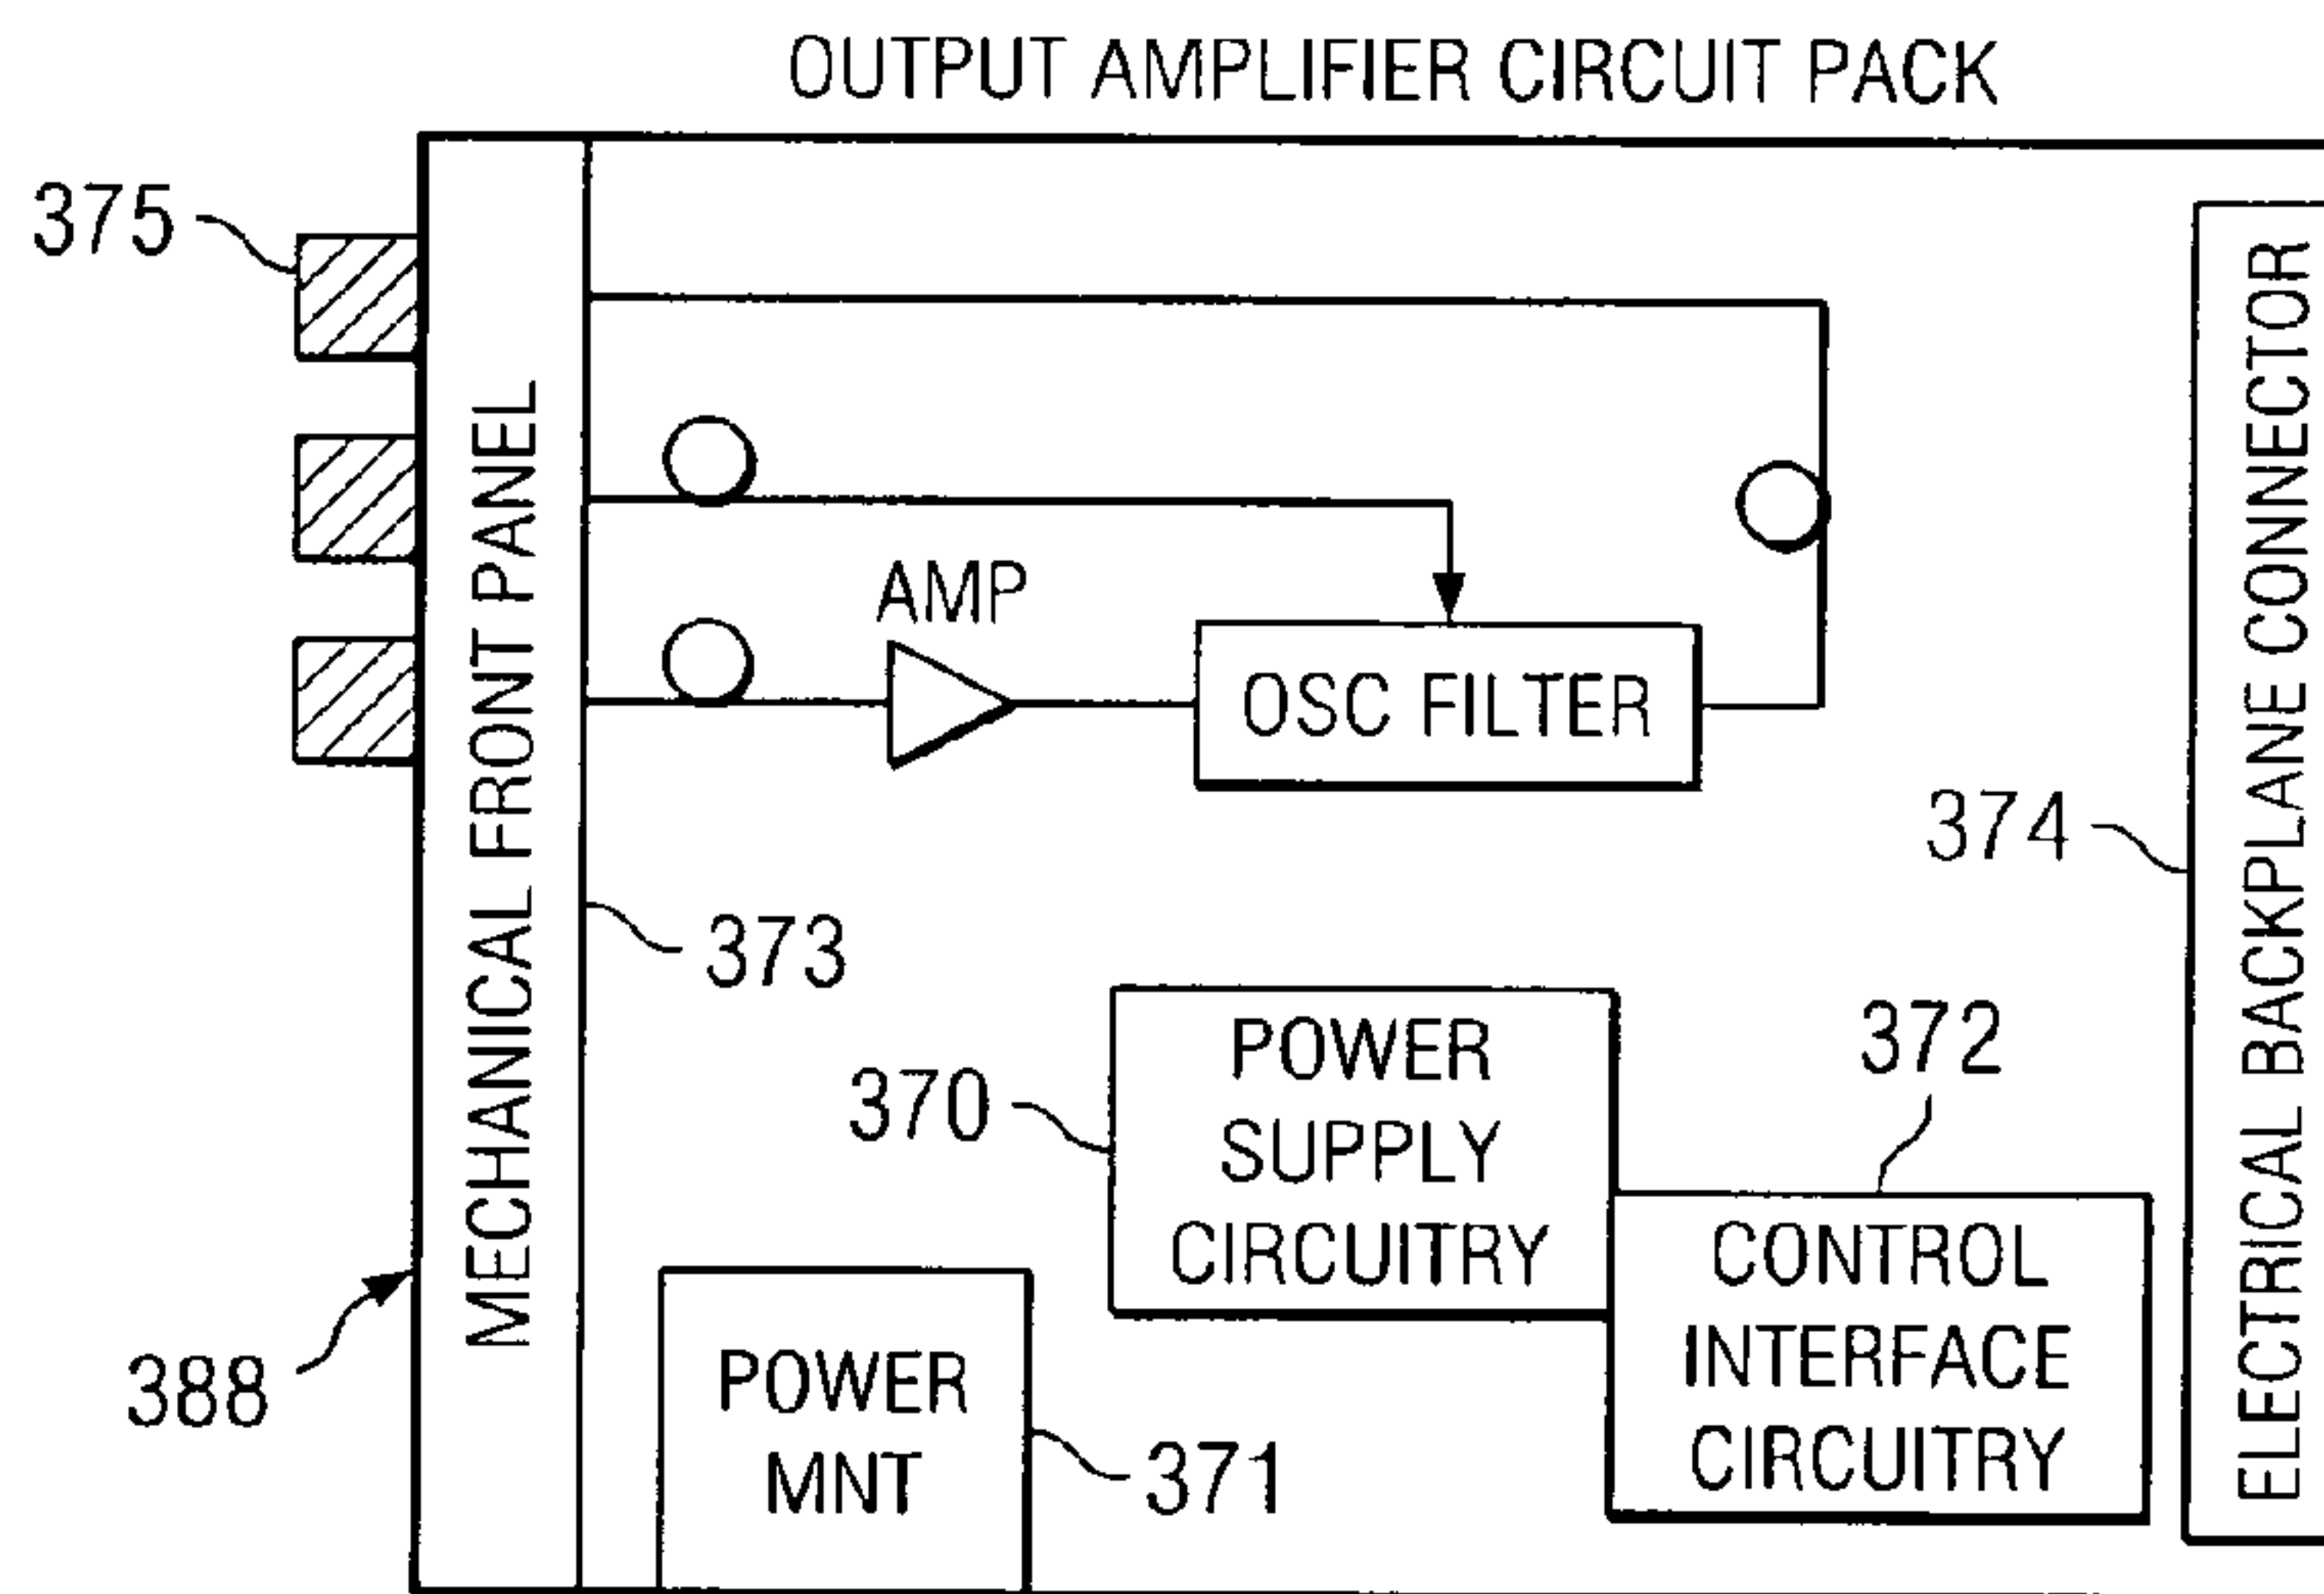 OUTPUT AMPLIFIER CIRCUIT PACK
375
MECHANICAL FRONT PANEL
AMP
OSC FILTER
ELECTRICAL BACKPLANE CONNECTOR
374
373
372
370
POWER
SUPPLY
CIRCUITRY
CONTROL
INTERFACE
CIRCUITRY
388
POWER
MNT
371